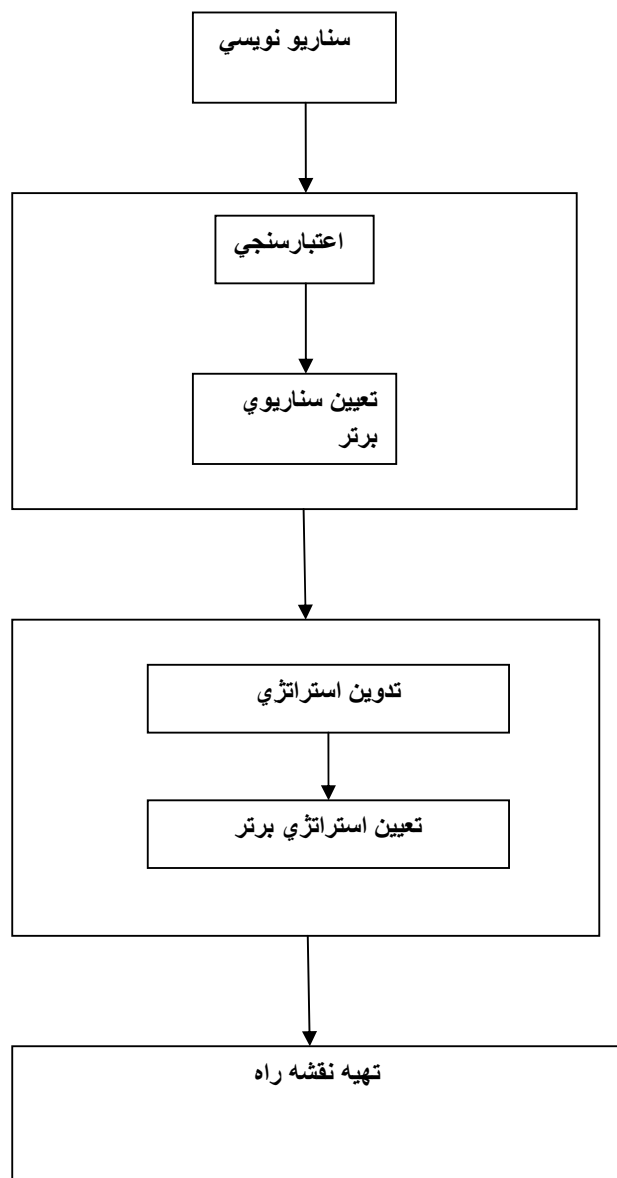 سناريو نويسي
اعتبارسنجي
تعيين سناريوي
برتر
تدوين استراتژي
تعيين استراتژي برتر
تهيه نقشه راه